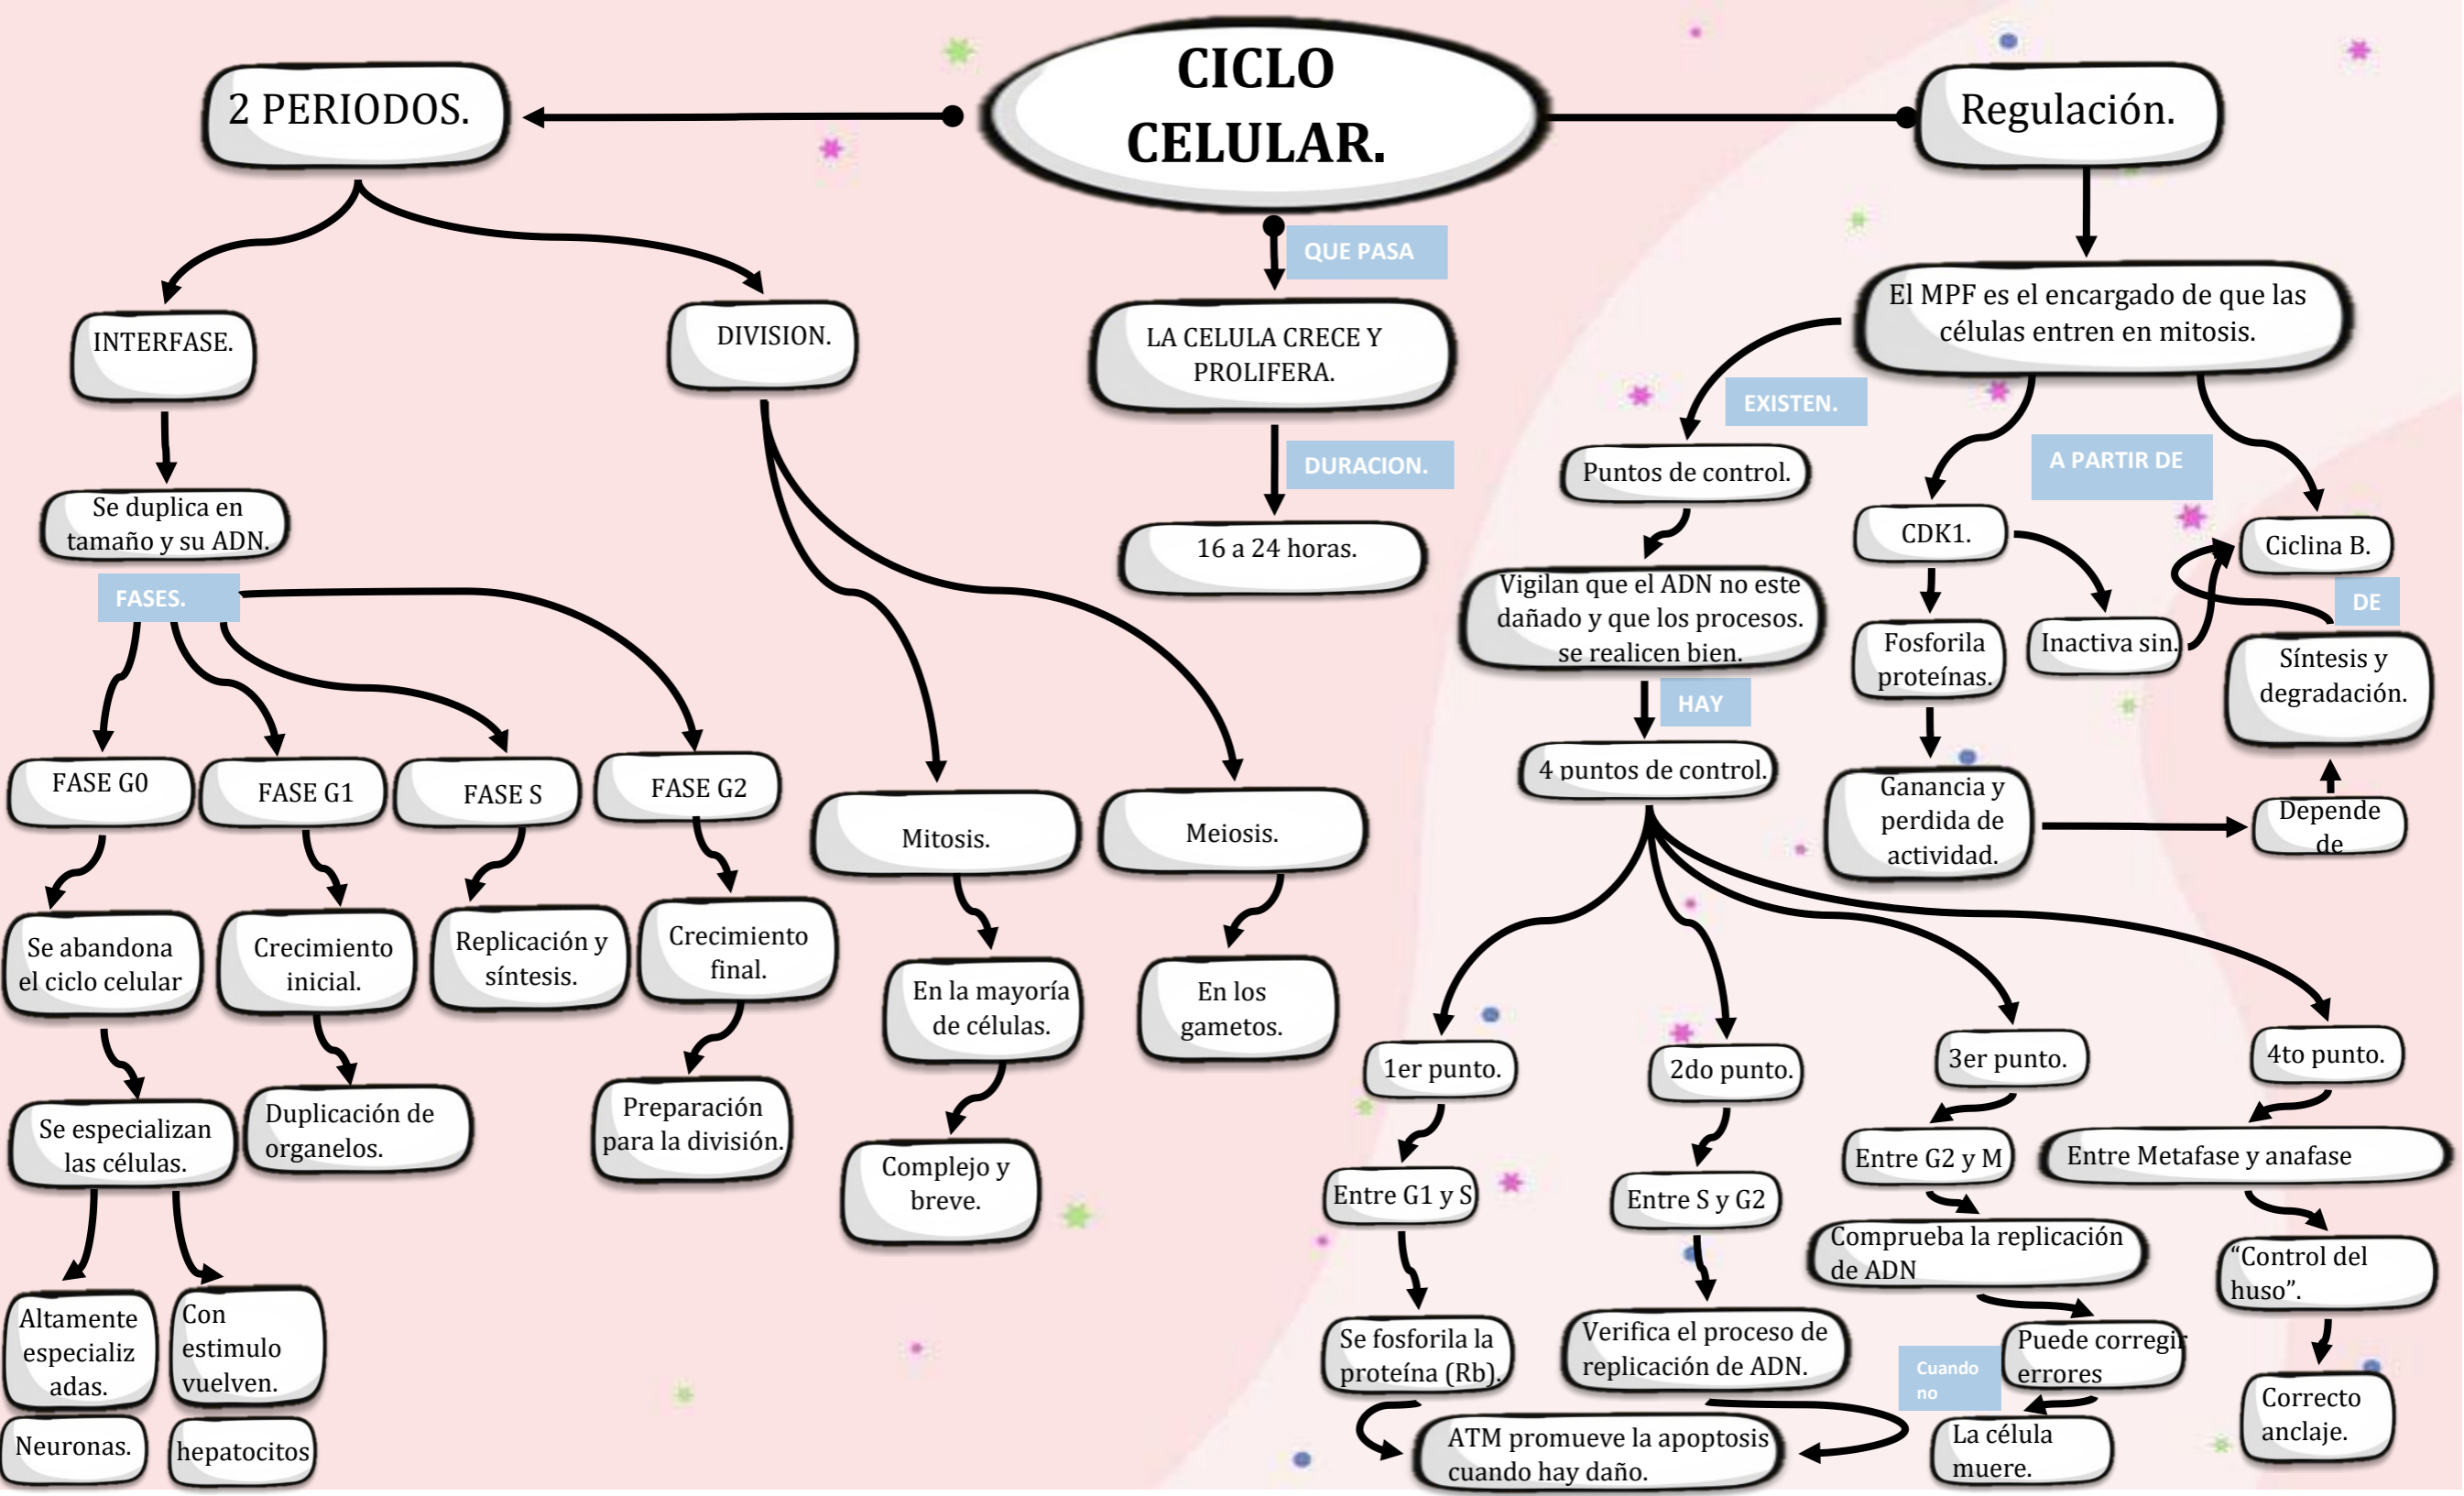 CICLO
CELULAR.
2 PERIODOS.
Regulación.
QUE PASA
LA CELULA CRECE Y
PROLIFERA.
DURACION.
16 a 24 horas.
INTERFASE.
DIVISION.
Se duplica en
tamaño y su ADN.
FASES.
FASE G0
FASE G1
FASE S
FASE G2
Se abandona
el ciclo celular
Crecimiento
inicial.
Replicación y
síntesis.
Crecimiento
final.
Se especializan
las células.
Duplicación de
organelos.
Preparación
para la división.
Altamente
especializ
adas.
Con
estimulo
vuelven.
Neuronas.
hepatocitos
Mitosis.
Meiosis.
En la mayoría
de células.
En los
gametos.
Complejo y
breve.
El MPF es el encargado de que las
células entren en mitosis.
EXISTEN.
A PARTIR DE
Puntos de control.
CDK1.
Ciclina B.
DE
Vigilan que el ADN no este
dañado y que los procesos.
se realicen bien.
Fosforila
proteínas.
Inactiva sin.
Síntesis y
degradación.
HAY
4 puntos de control.
Ganancia y
perdida de
actividad.
Depende
de
1er punto.
2do punto.
3er punto.
4to punto.
Entre G1 y S
Entre S y G2
Entre G2 y M
Entre Metafase y anafase
Comprueba la replicación
de ADN
“Control del
huso”.
Se fosforila la
proteína (Rb).
Verifica el proceso de
replicación de ADN.
Cuando
no
Puede corregir
errores
Correcto
anclaje.
ATM promueve la apoptosis
cuando hay daño.
La célula
muere.